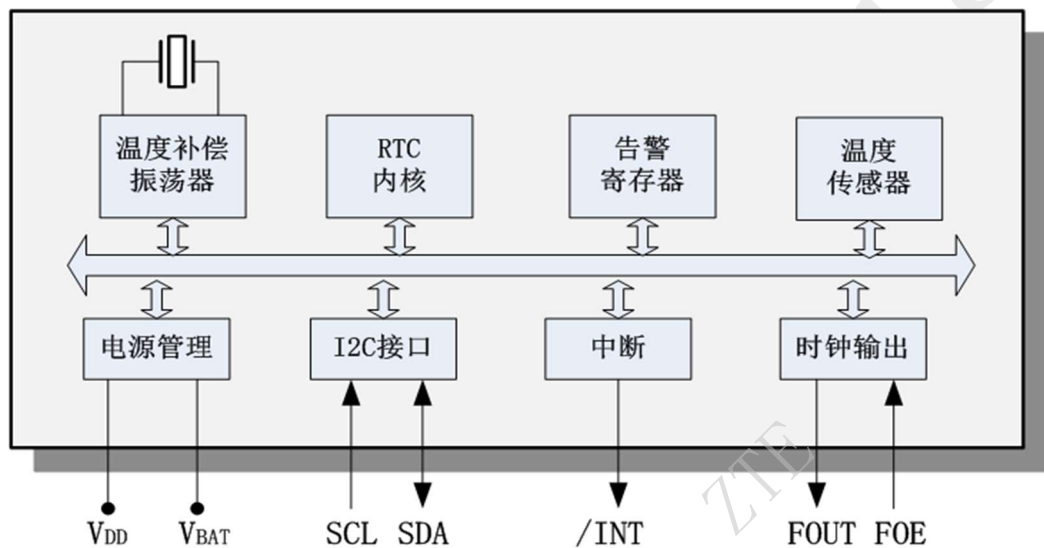 温度补偿
振荡器
RTC
内核
告警
寄存器
温度
传感器
电源管理
I2C接口
中断
时钟输出
VDD
VBAT
SCL
SDA
/INT
FOUT
FOE
ZTE